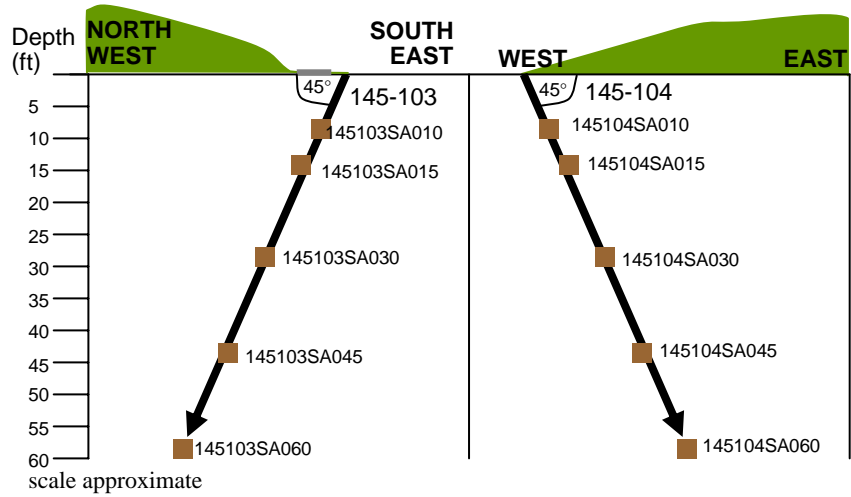 Depth
(ft)
NORTH
WEST
SOUTH
EAST
WEST
EAST
45°
145-103
45°
145-104
5
10
15
20
25
30
35
40
45
50
55
60
145103SA010
145103SA015
145103SA030
145103SA045
145103SA060
145104SA010
145104SA015
145104SA030
145104SA045
145104SA060
scale approximate